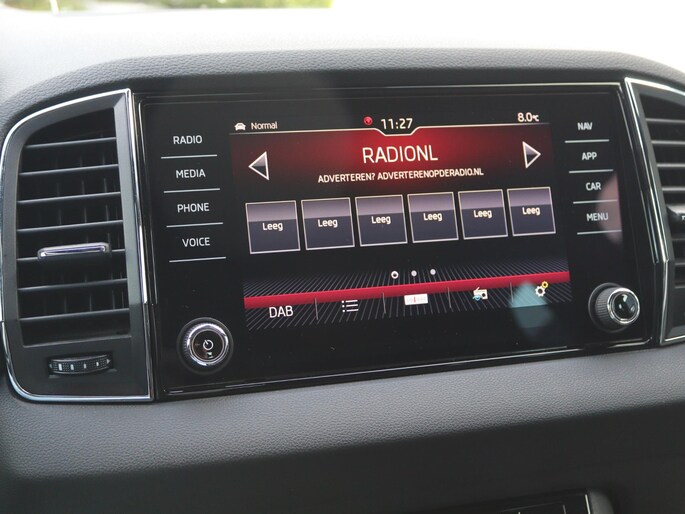 Normal 11:27 8.0°C
RADIO
MEDIA
PHONE
VOICE
RADIONL
ADVERTEREN? ADVERTERENOPDERADIO.NL
Leeg Leeg Leeg Leeg Leeg Leeg
DAB
NAV
APP
CAR
MENU